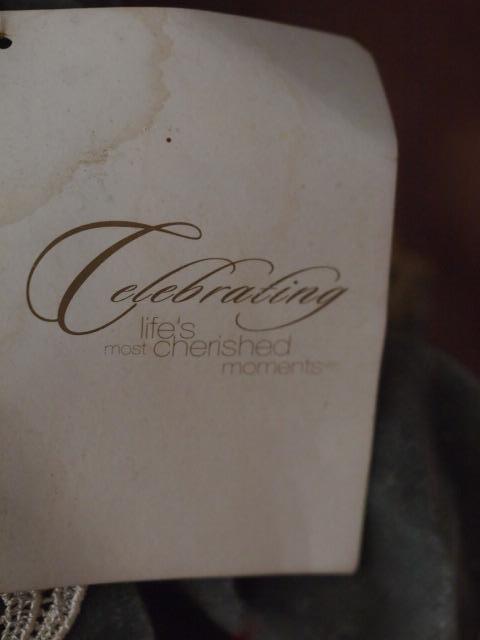 Celebrating
life's
most cherished
moments